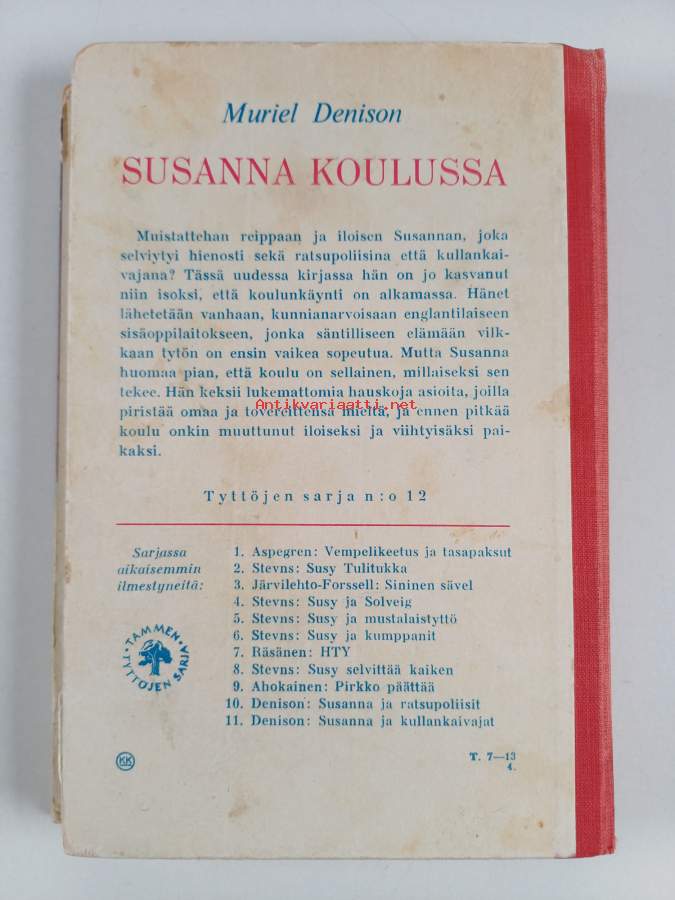 Muriel Denison
SUSANNA KOULUSSA
Muistattehan reippaan ja iloisen Susannan, joka
selviytyi hienosti sekä ratsupoliisina että kullankai-
vajana? Tässä uudessa kirjassa hän on jo kasvanut
niin isoksi, että koulunkäynti on alkamassa. Hänet
lähetetään vanhaan, kunnianarvoisaan englantilaiseen
sisäoppilaitokseen, jonka säntilliseen elämään vilk-
kaan tytön on ensin vaikea sopeutua. Mutta Susanna
huomaa pian, että koulu on sellainen, millaiseksi sen
tekee. Hän keksii lukemattomia hauskoja asioita, joilla
piristää omaa ja tovereittensa mieltä, ja ennen pitkää
Antikvariaatti.net
koulu onkin muuttunut iloiseksi ja viihtyisäksi pai-
kaksi.
Tyttöjen sarja n:o 12
Sarjassa
aikaisemmin
ilmestyneitä:
1. Aspegren: Vempelikeetus ja tasapaksut
2. Stevns: Susy Tulitukka
3. Järvilehto-Forssell: Sininen sävel
4. Stevns: Susy ja Solveig
5. Stevns: Susy ja mustalaistyttö
6. Stevns: Susy ja kumppanit
7. Räsänen: HTY
8. Stevns: Susy selvittää kaiken
9. Ahokainen: Pirkko päättää
10. Denison: Susanna ja ratsupoliisit
11. Denison: Susanna ja kullankaivajat
TAMMEN
TYTTÖJEN SARJA
KK
T. 7—13
4.